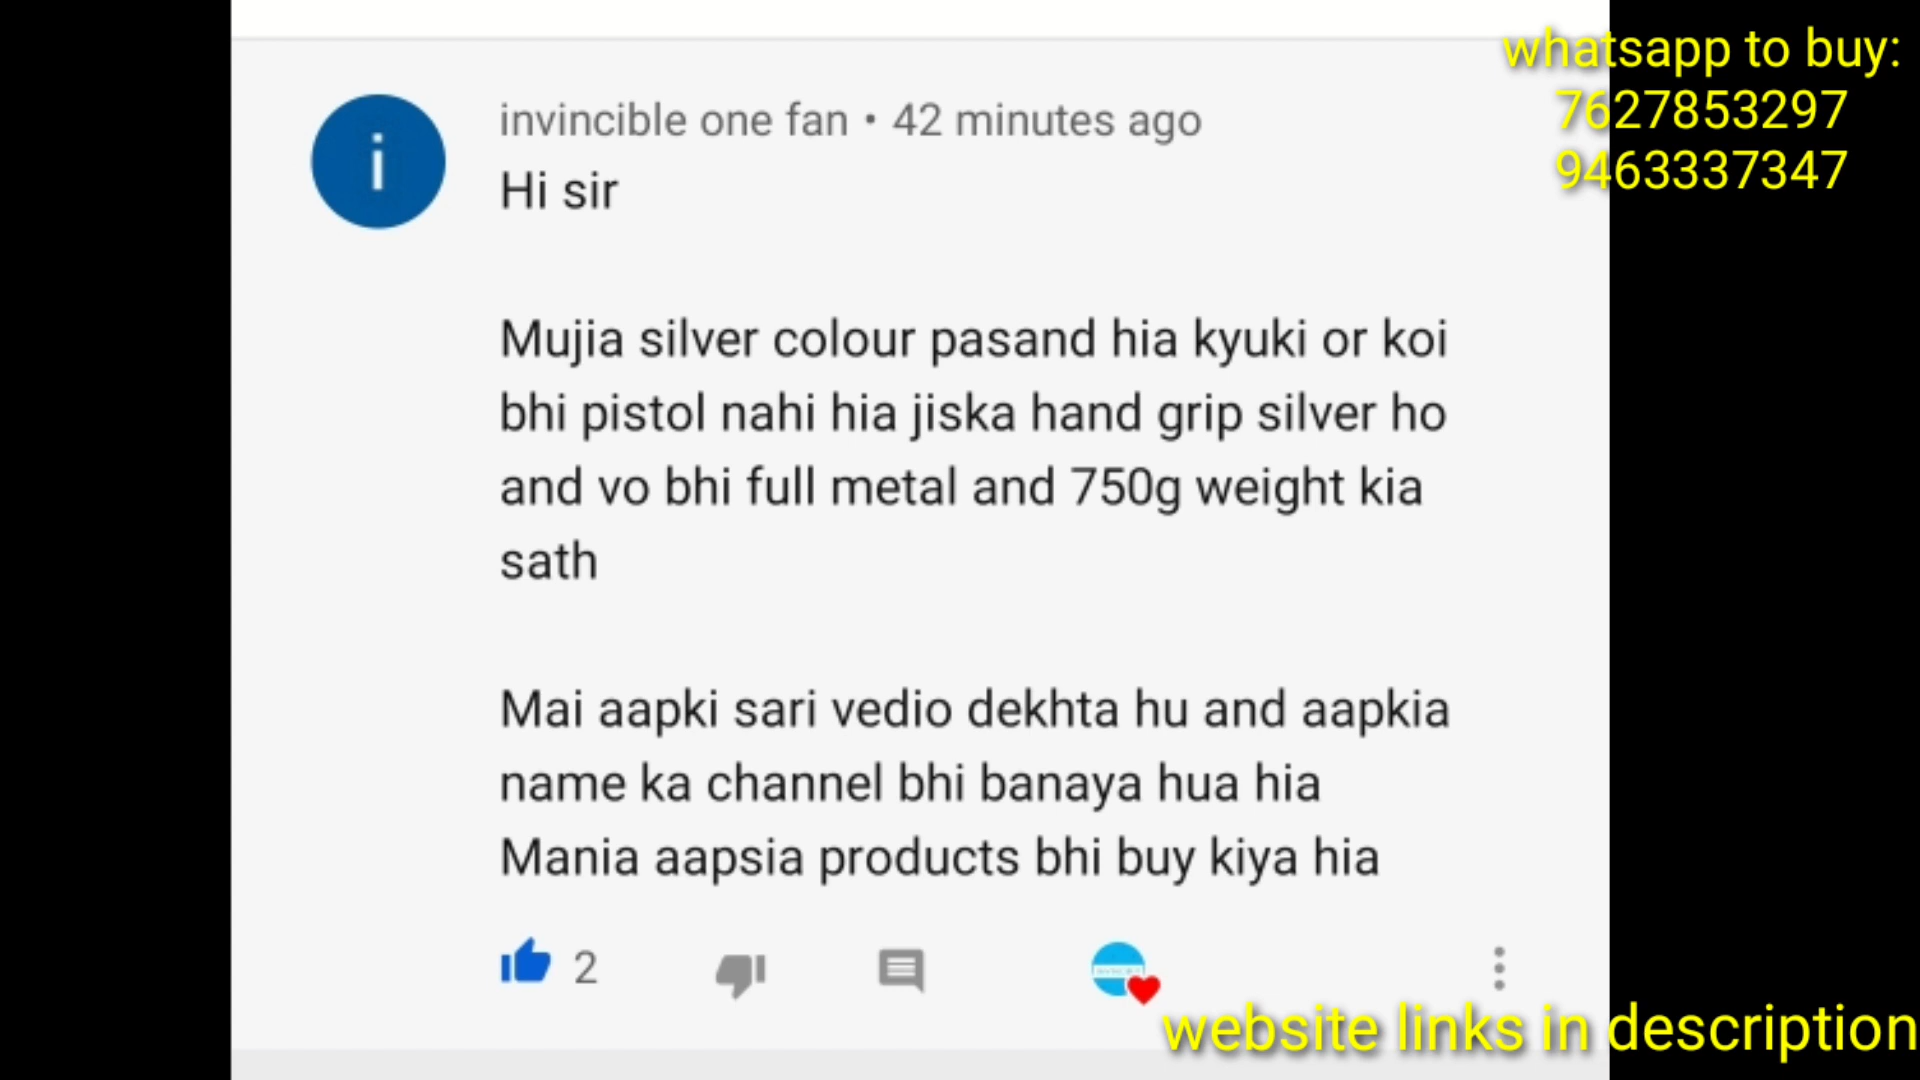 whatsapp to buy:
7627853297
9463337347
i
invincible one fan • 42 minutes ago
Hi sir
Mujia silver colour pasand hia kyuki or koi
bhi pistol nahi hia jiska hand grip silver ho
and vo bhi full metal and 750g weight kia
sath
Mai aapki sari vedio dekhta hu and aapkia
name ka channel bhi banaya hua hia
Mania aapsia products bhi buy kiya hia
2
website links in description